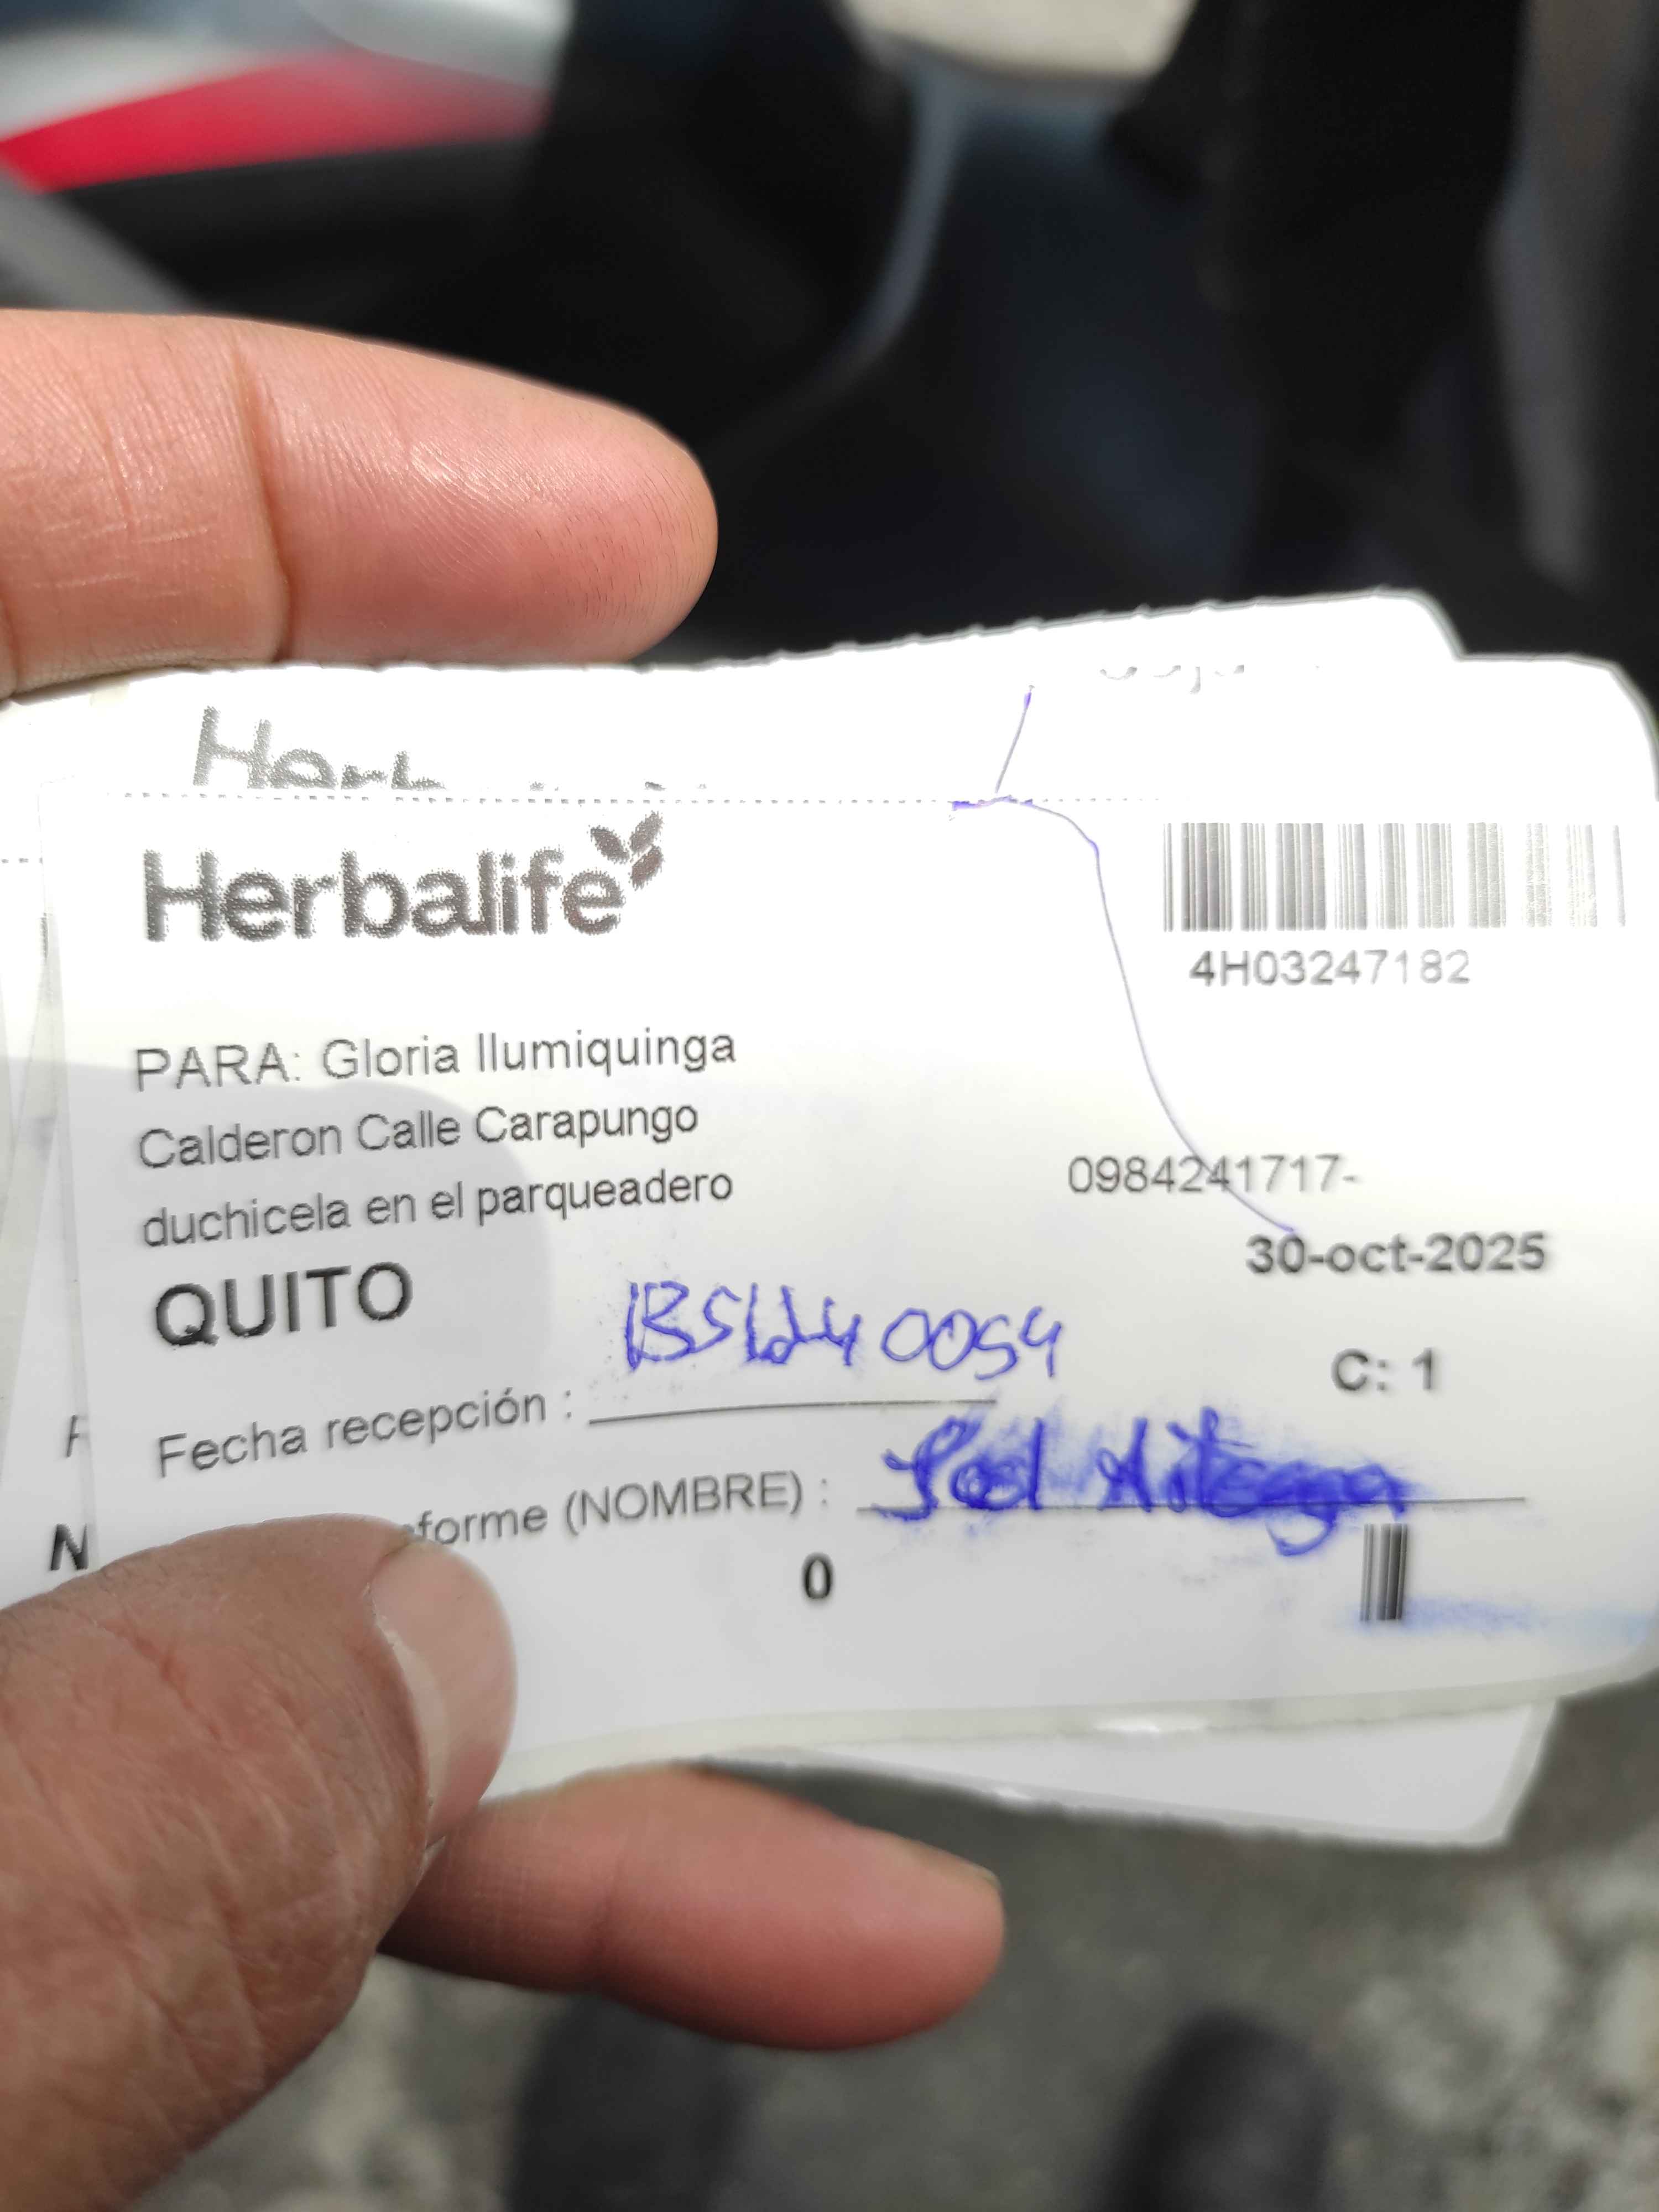 Herbalife
4H03247182
PARA: Gloria Ilumiquinga
Calderon Calle Carapungo
duchicela en el parqueadero
0984241717-
30-oct-2025
QUITO
C: 1
Fecha recepción :
forme (NOMBRE) :
0